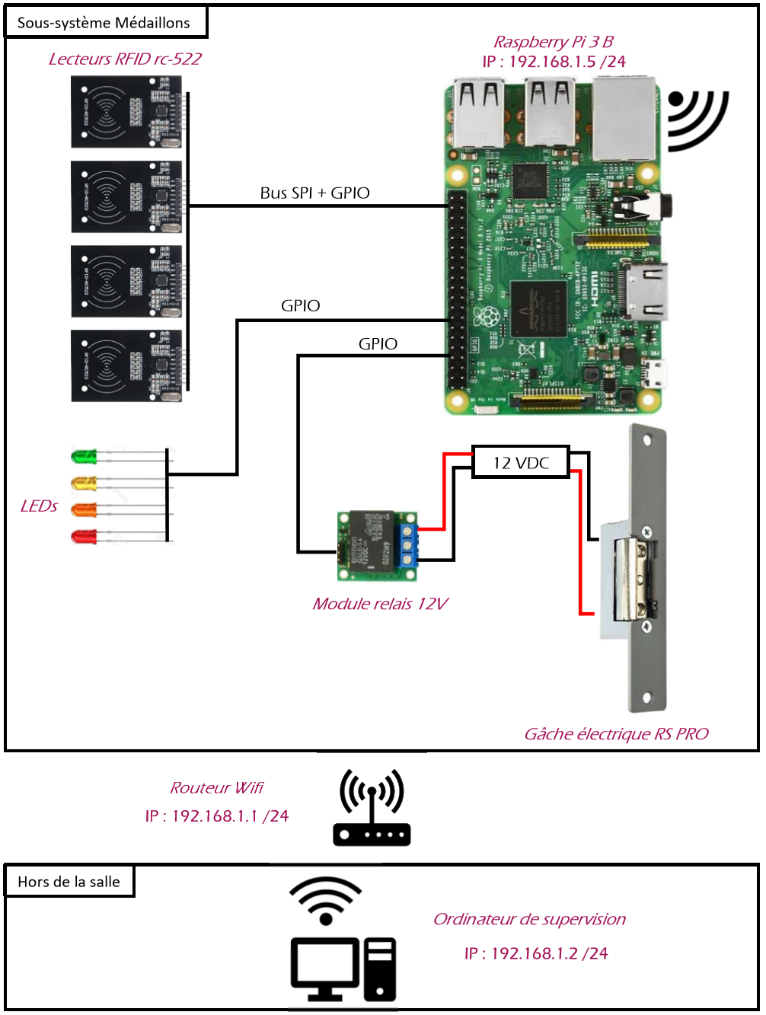 Sous-système Médaillons
Lecteurs RFID rc-522
Raspberry Pi 3 B
IP : 192.168.1.5 /24
Bus SPI + GPIO
GPIO
GPIO
HDMI
12 VDC
LEDs
Module relais 12V
Gâche électrique RS PRO
Routeur Wifi
IP : 192.168.1.1 /24
Hors de la salle
Ordinateur de supervision
IP : 192.168.1.2 /24